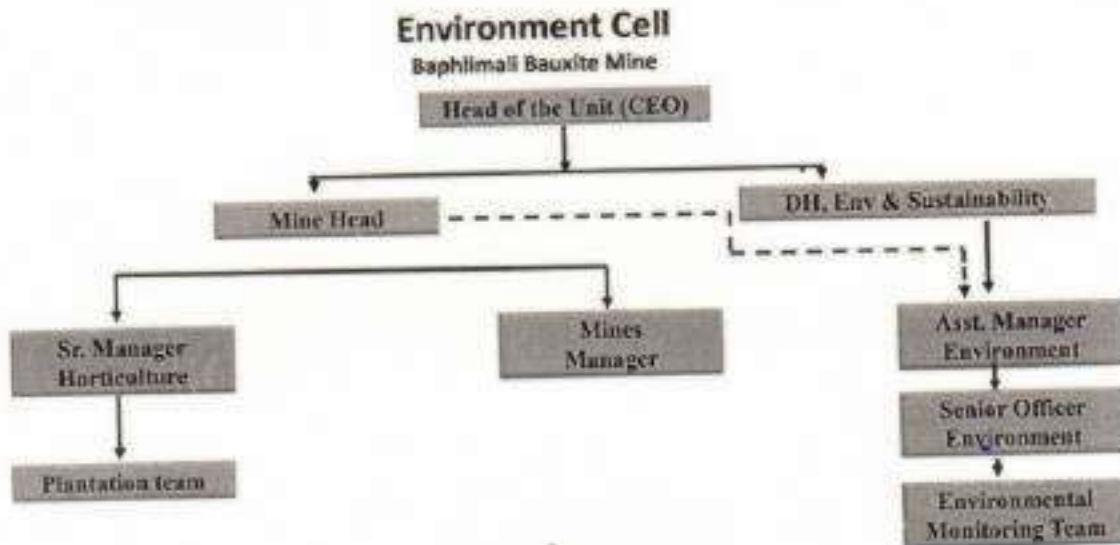 Environment Cell
Baphlimali Bauxite Mine
Head of the Unit (CEO)
Mine Head
DH, Env & Sustainability
Sr. Manager
Horticulture
Mines
Manager
Asst. Manager
Environment
Senior Officer
Environment
Plantation team
Environmental
Monitoring Team